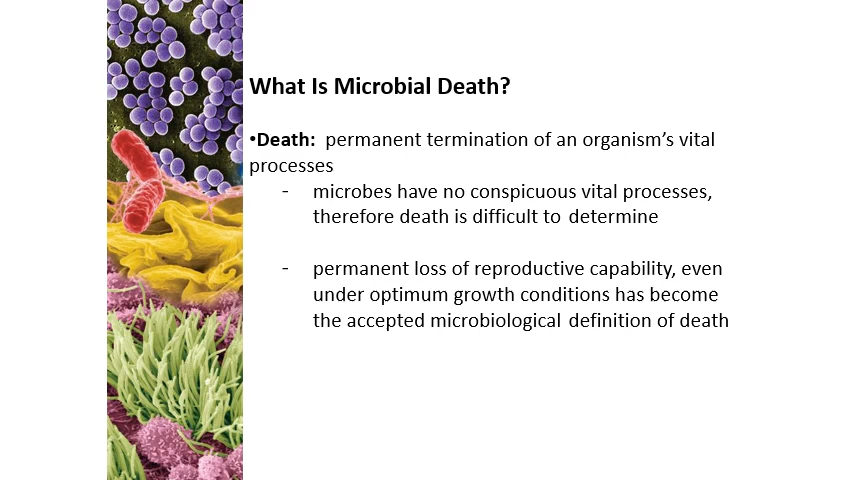 What Is Microbial Death?
•Death: permanent termination of an organism’s vital
processes
- microbes have no conspicuous vital processes,
therefore death is difficult to determine
- permanent loss of reproductive capability, even
under optimum growth conditions has become
the accepted microbiological definition of death